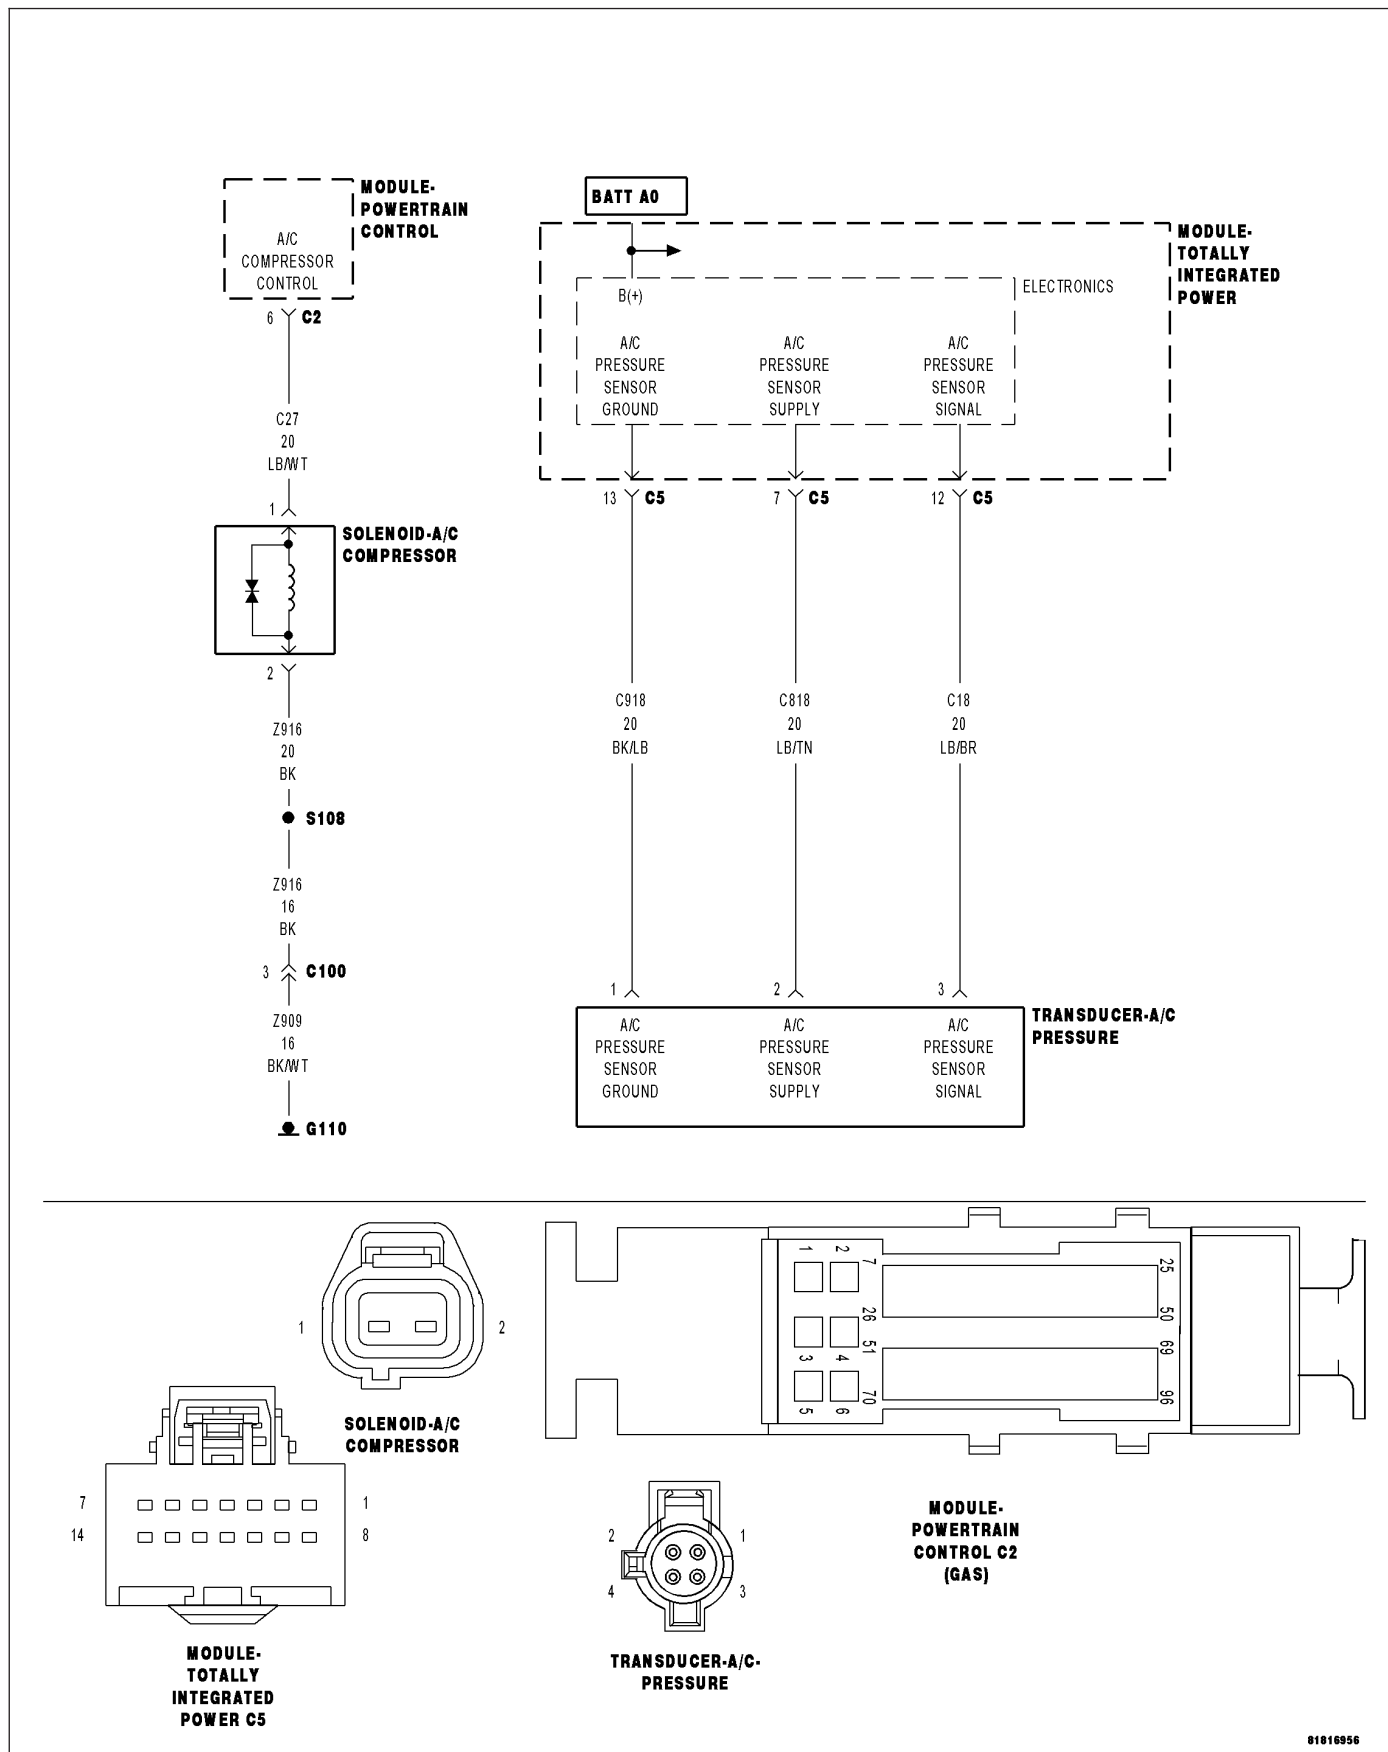 MODULE-
POWERTRAIN
CONTROL
A/C
COMPRESSOR
CONTROL
6 C2
C27
20
LB/WT
1
SOLENOID-A/C
COMPRESSOR
2
Z916
20
BK
S108
Z916
16
BK
3 C100
Z909
16
BK/WT
G110
BATT A0
MODULE-
TOTALLY
INTEGRATED
POWER
ELECTRONICS
B(+)
A/C
PRESSURE
SENSOR
GROUND
A/C
PRESSURE
SENSOR
SUPPLY
A/C
PRESSURE
SENSOR
SIGNAL
13 C5
7 C5
12 C5
C918
20
BK/LB
C818
20
LB/TN
C18
20
LB/BR
1
2
3
TRANSDUCER-A/C
PRESSURE
A/C
PRESSURE
SENSOR
GROUND
A/C
PRESSURE
SENSOR
SUPPLY
A/C
PRESSURE
SENSOR
SIGNAL
1
2
SOLENOID-A/C
COMPRESSOR
1
2
7
25
26
50
51
69
3
4
70
96
5
6
MODULE-
POWERTRAIN
CONTROL C2
(GAS)
7
1
14
8
MODULE-
TOTALLY
INTEGRATED
POWER C5
2
1
4
3
TRANSDUCER-A/C-
PRESSURE
81816956